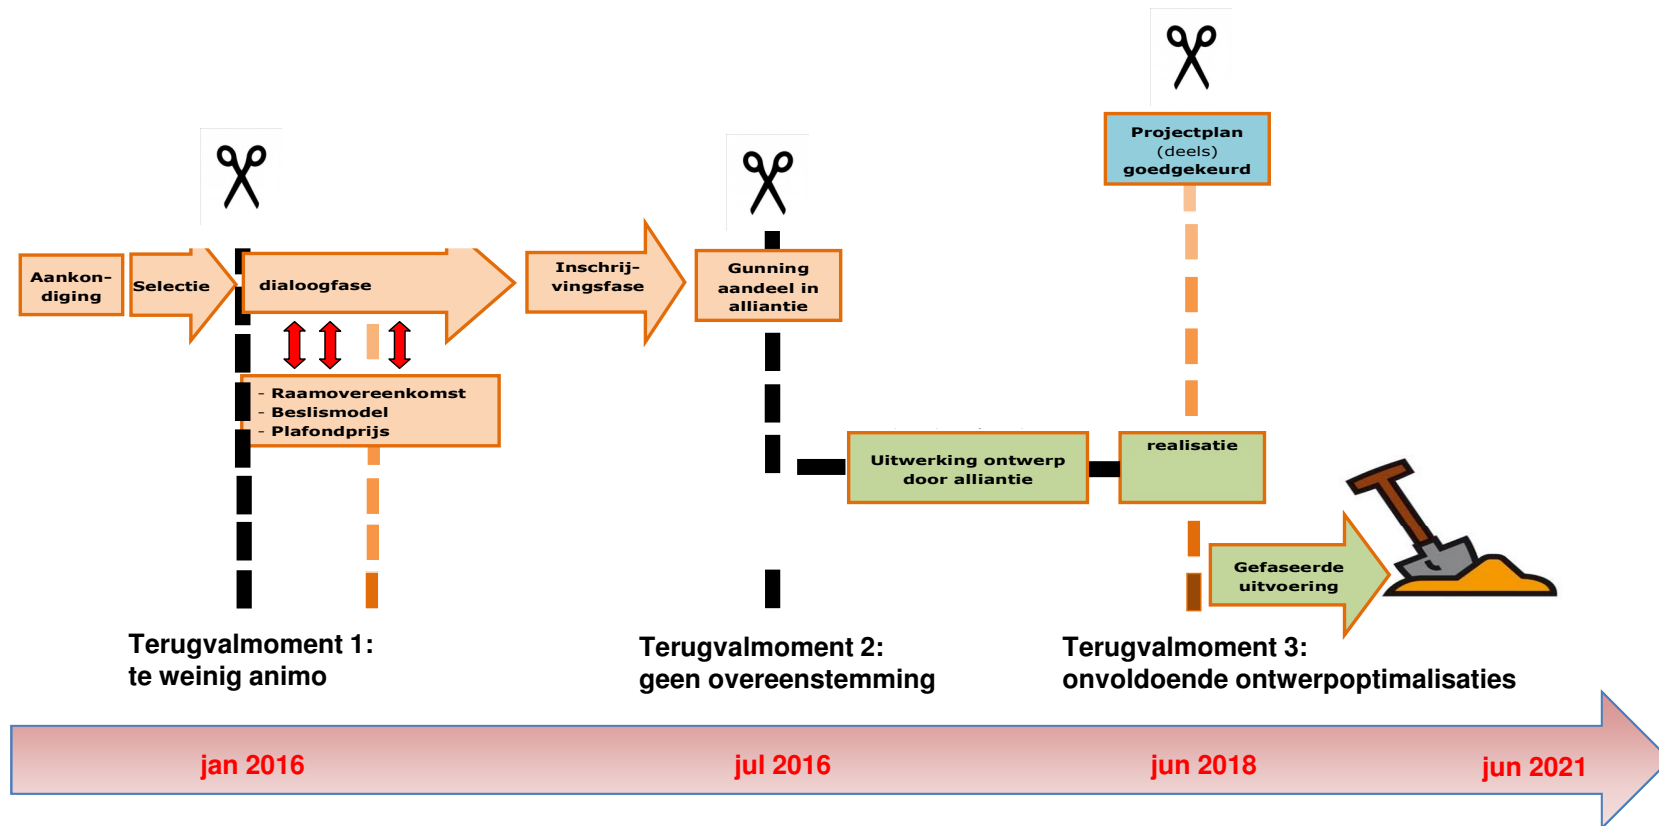 Projectplan
(deels)
goedgekeurd
Aankon-
diging
Selectie
dialoogfase
Inschrij-
vingsfase
Gunning
aandeel in
alliantie
- Raamovereenkomst
- Beslismodel
- Plafondprijs
Uitwerking ontwerp
door alliantie
realisatie
Gefaseerde
uitvoering
Terugvalmoment 1:
te weinig animo
Terugvalmoment 2:
geen overeenstemming
Terugvalmoment 3:
onvoldoende ontwerpoptimalisaties
jan 2016
jul 2016
jun 2018
jun 2021